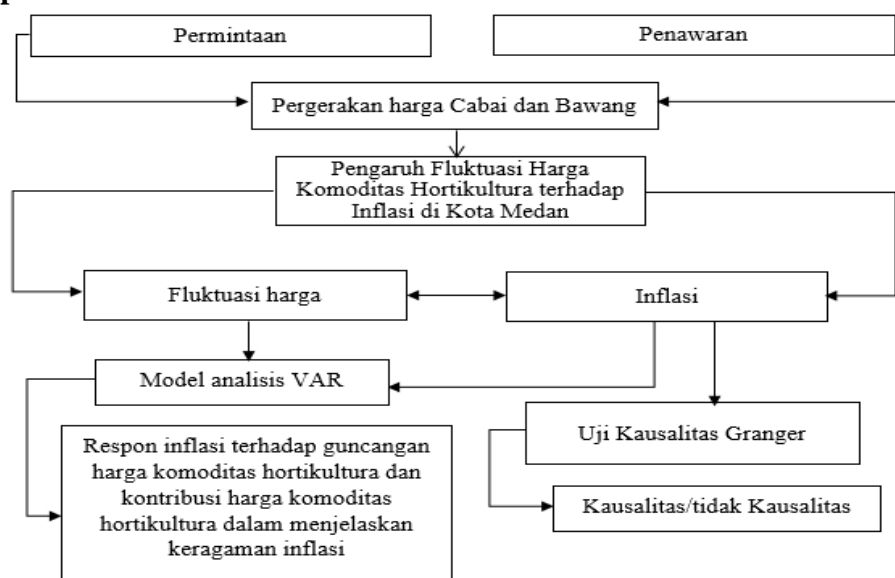 Permintaan
Penawaran
Pergerakan harga Cabai dan Bawang
Pengaruh Fluktuasi Harga
Komoditas Hortikultura terhadap
Inflasi di Kota Medan
Fluktuasi harga
Inflasi
Model analisis VAR
Uji Kausalitas Granger
Respon inflasi terhadap guncangan
harga komoditas hortikultura dan
kontribusi harga komoditas
hortikultura dalam menjelaskan
keragaman inflasi
Kausalitas/tidak Kausalitas